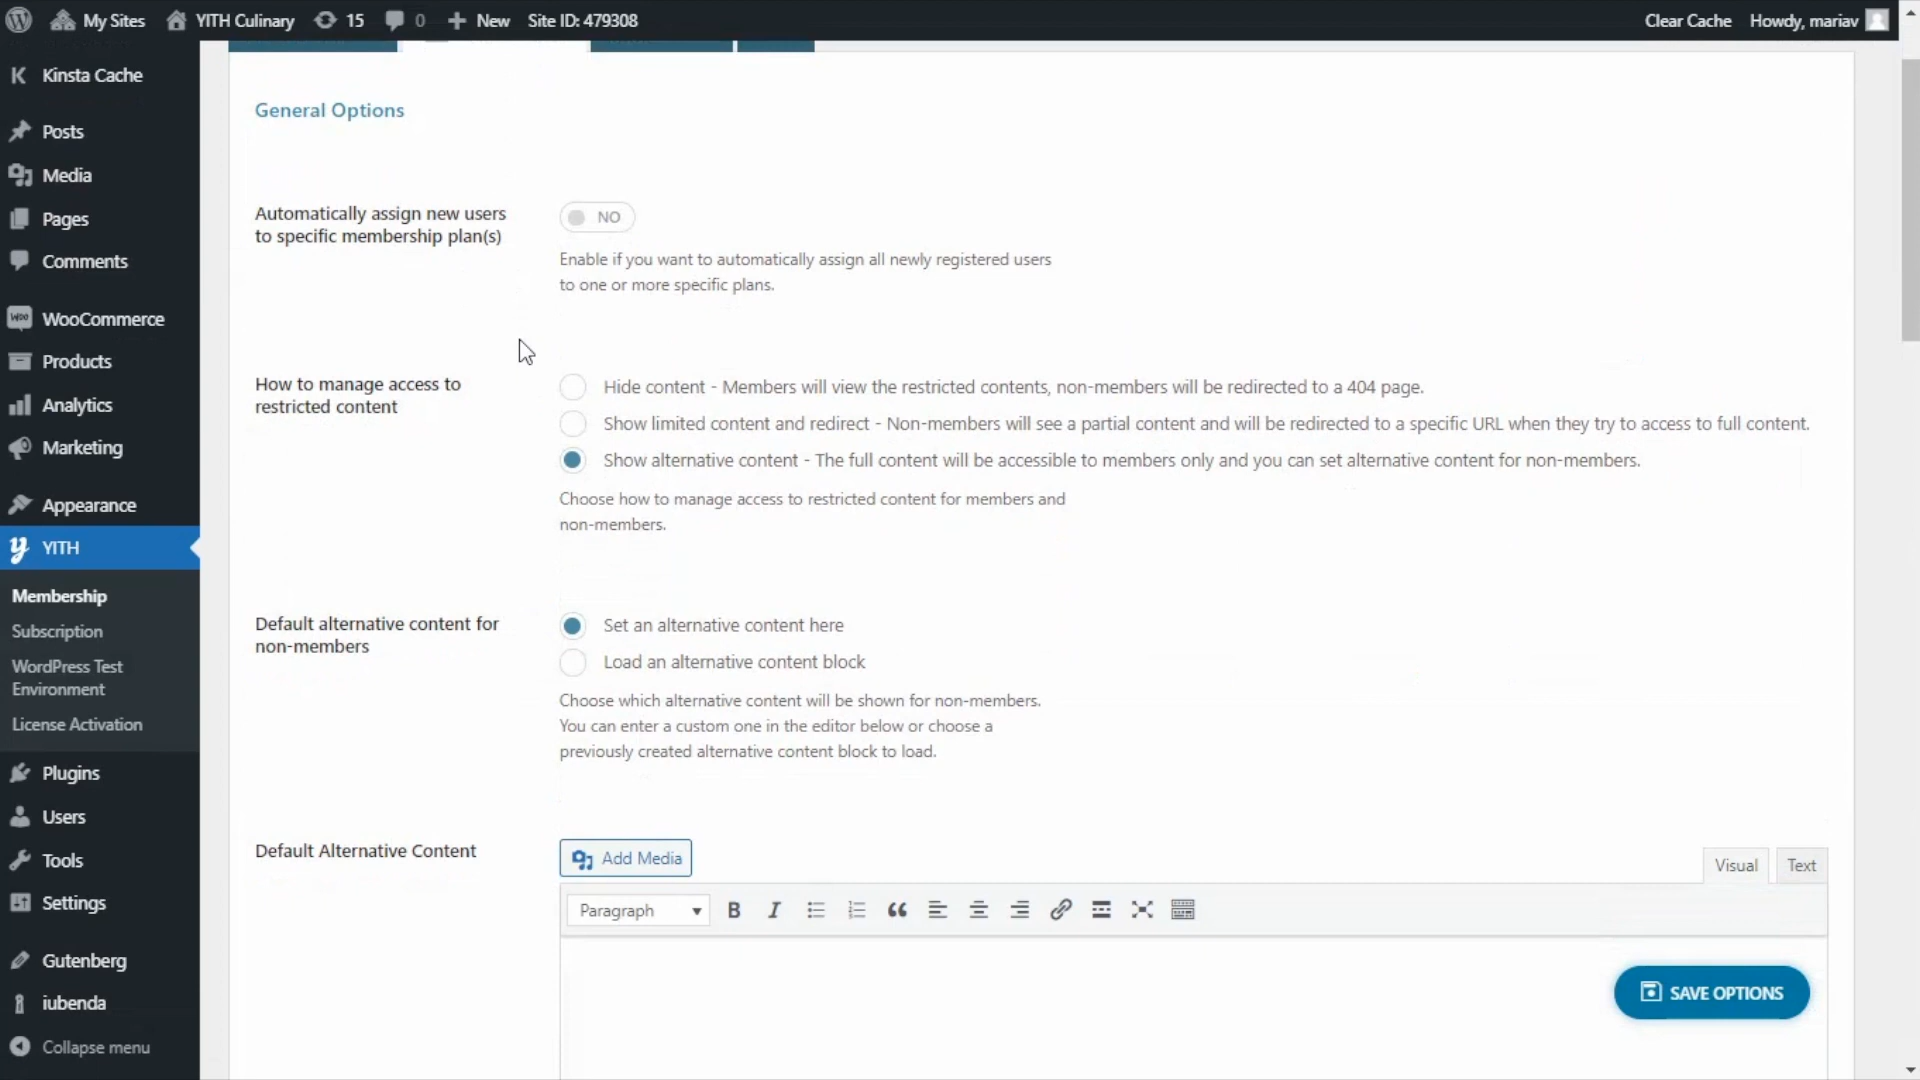 My Sites
YITH Culinary
15
0
New
Site ID: 479308
Clear Cache
Howdy, mariav
Kinsta Cache
Posts
Media
Pages
Comments
WooCommerce
Products
Analytics
Marketing
Appearance
YITH
Membership
Subscription
WordPress Test
Environment
License Activation
Plugins
Users
Tools
Settings
Gutenberg
iubenda
Collapse menu
General Options
Automatically assign new users
to specific membership plan(s)
NO
Enable if you want to automatically assign all newly registered users
to one or more specific plans.
How to manage access to
restricted content
Hide content - Members will view the restricted contents, non-members will be redirected to a 404 page.
Show limited content and redirect - Non-members will see a partial content and will be redirected to a specific URL when they try to access to full content.
Show alternative content - The full content will be accessible to members only and you can set alternative content for non-members.
Choose how to manage access to restricted content for members and
non-members.
Default alternative content for
non-members
Set an alternative content here
Load an alternative content block
Choose which alternative content will be shown for non-members.
You can enter a custom one in the editor below or choose a
previously created alternative content block to load.
Default Alternative Content
Add Media
Visual
Text
Paragraph
B
I
SAVE OPTIONS